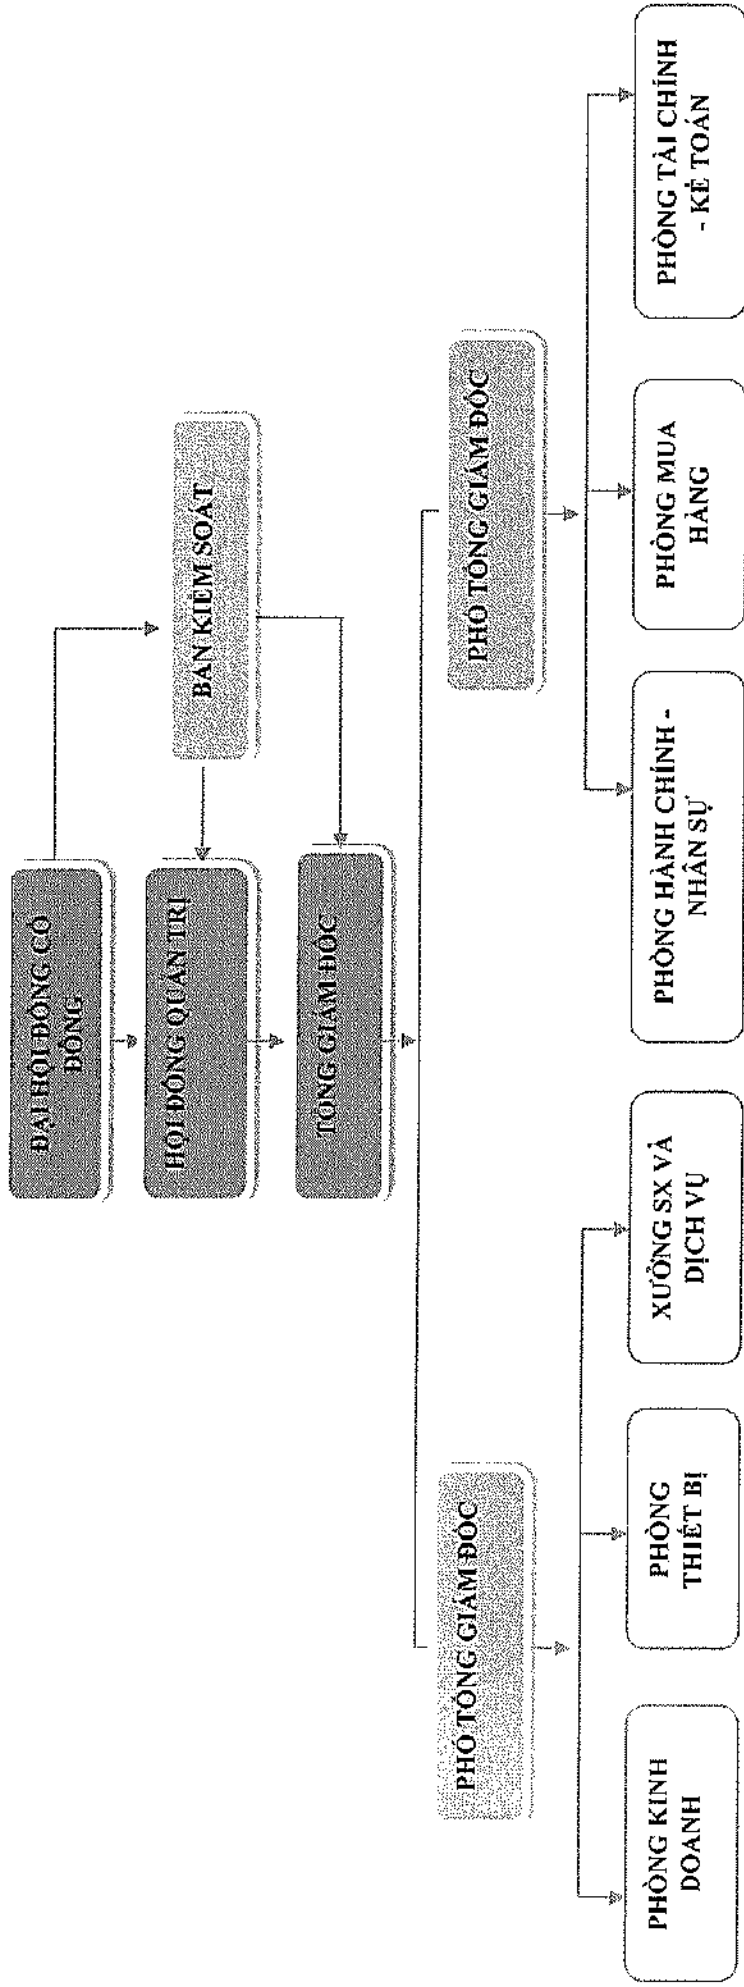 ĐẠI HỘI ĐỒNG CỔ
ĐÔNG
HỘI ĐỒNG QUẢN TRỊ
BAN KIỂM SOÁT
TỔNG GIÁM ĐỐC
PHÓ TỔNG GIÁM ĐỐC
PHÓ TỔNG GIÁM ĐỐC
PHÒNG KINH
DOANH
PHÒNG
THIẾT BỊ
XƯỞNG SX VÀ
DỊCH VỤ
PHÒNG HÀNH CHÍNH -
NHÂN SỰ
PHÒNG MUA
HÀNG
PHÒNG TÀI CHÍNH
- KẾ TOÁN